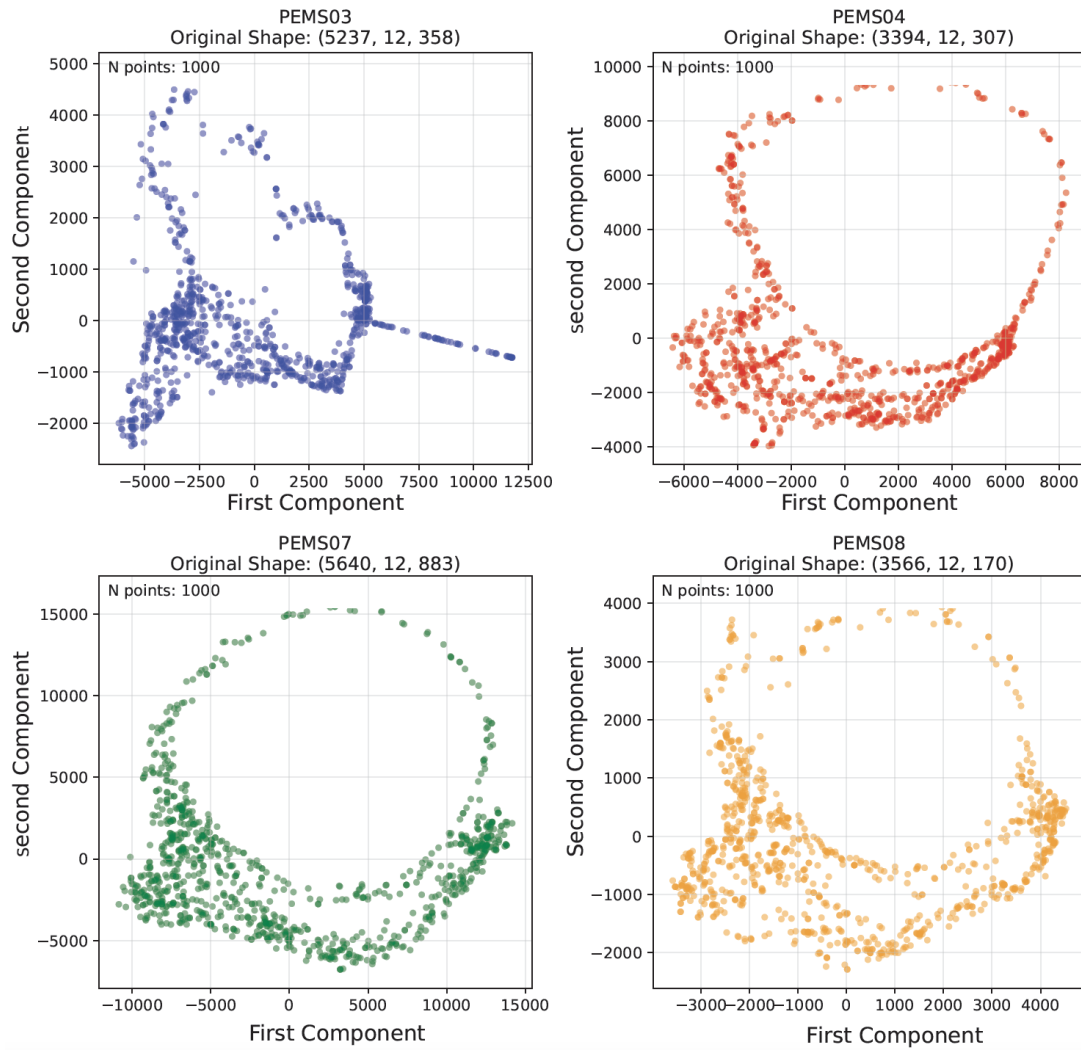 PEMS03
Original Shape: (5237, 12, 358)
N points: 1000
5000
4000
3000
2000
1000
0
−1000
−2000
Second Component
−5000 −2500 0 2500 5000 7500 10000 12500
First Component
PEMS04
Original Shape: (3394, 12, 307)
N points: 1000
10000
8000
6000
4000
2000
0
−2000
−4000
second Component
−6000 −4000 −2000 0 2000 4000 6000 8000
First Component
PEMS07
Original Shape: (5640, 12, 883)
N points: 1000
15000
10000
5000
0
−5000
second Component
−10000 −5000 0 5000 10000 15000
First Component
PEMS08
Original Shape: (3566, 12, 170)
N points: 1000
4000
3000
2000
1000
0
−1000
−2000
Second Component
−3000 −2000 −1000 0 1000 2000 3000 4000
First Component